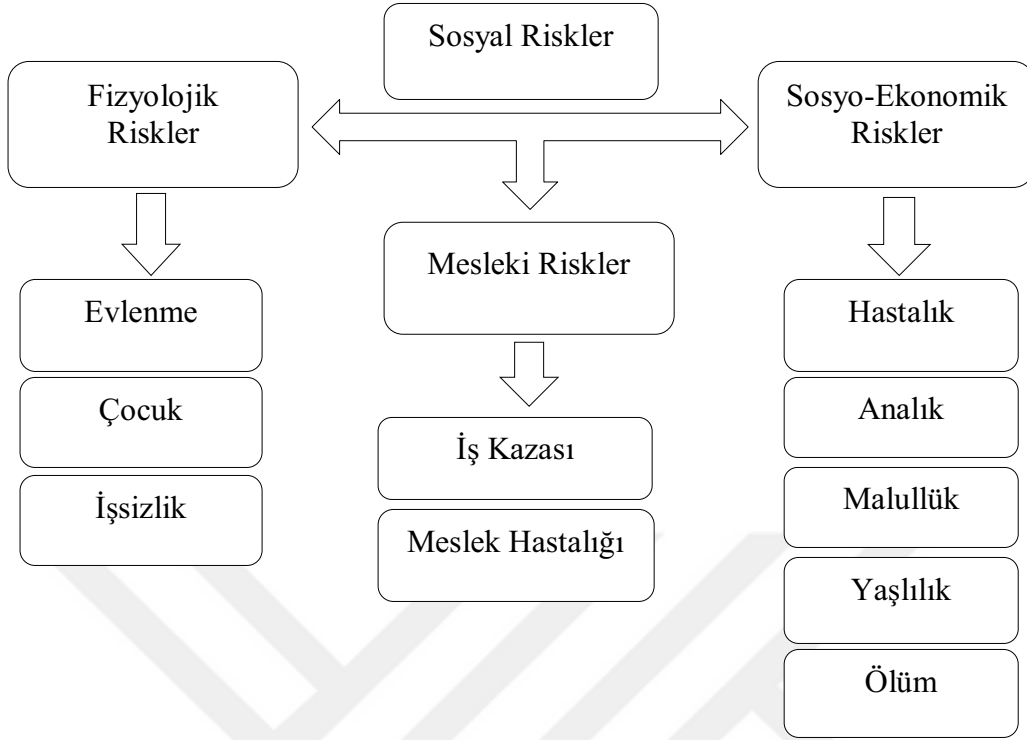 Sosyal Riskler
Fizyolojik
Riskler
Sosyo-Ekonomik
Riskler
Mesleki Riskler
Evlenme
Çocuk
İşsizlik
İş Kazası
Meslek Hastalığı
Hastalık
Analık
Malullük
Yaşlılık
Ölüm